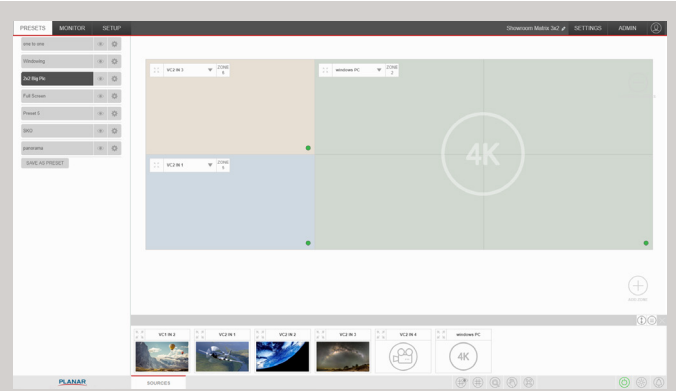 PRESETS MONITOR SETUP Showroom Matrix 3x2 SETTINGS ADMIN
one to one
Windowing
2x2 Big Pic
Full Screen
Preset 5
BKG
panorama
SAVE AS PRESET
VC2 IN 3 ZONE 4
windows PC ZONE 2
4K
VC2 IN 1 ZONE 5
ADD ZONE
VC1 IN 2 VC2 IN 1 VC2 IN 2 VC2 IN 3 VC2 IN 4 windows PC
4K
PLANAR SOURCES